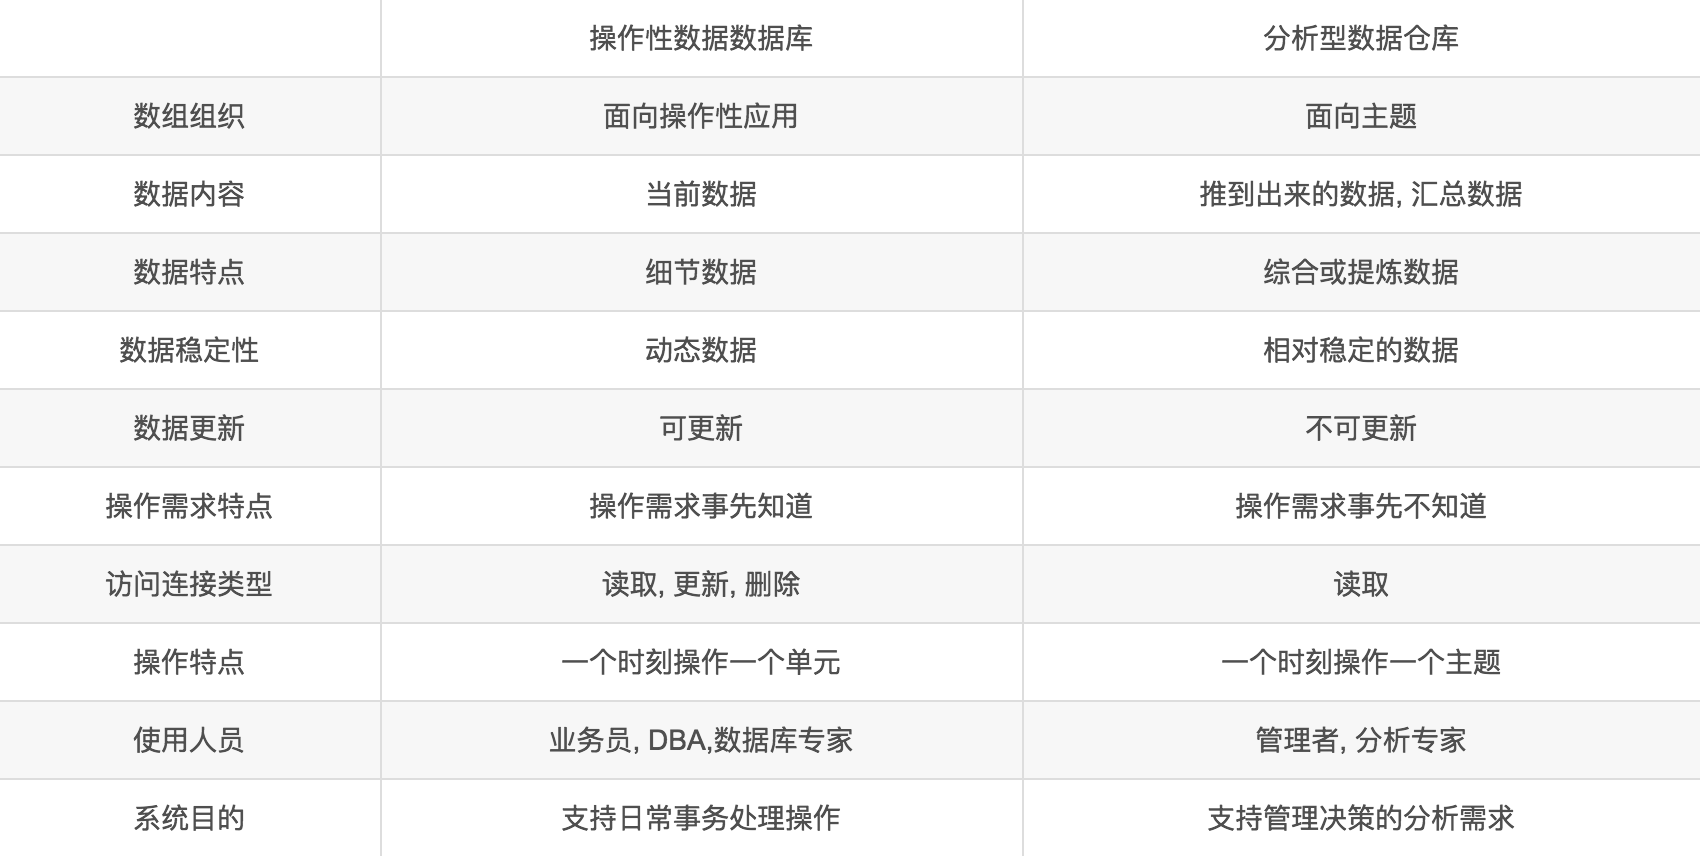 操作性数据数据库 分析型数据仓库
数组组织 面向操作性应用 面向主题
数据内容 当前数据 推到出来的数据, 汇总数据
数据特点 细节数据 综合或提炼数据
数据稳定性 动态数据 相对稳定的数据
数据更新 可更新 不可更新
操作需求特点 操作需求事先知道 操作需求事先不知道
访问连接类型 读取, 更新, 删除 读取
操作特点 一个时刻操作一个单元 一个时刻操作一个主题
使用人员 业务员, DBA,数据库专家 管理者, 分析专家
系统目的 支持日常事务处理操作 支持管理决策的分析需求